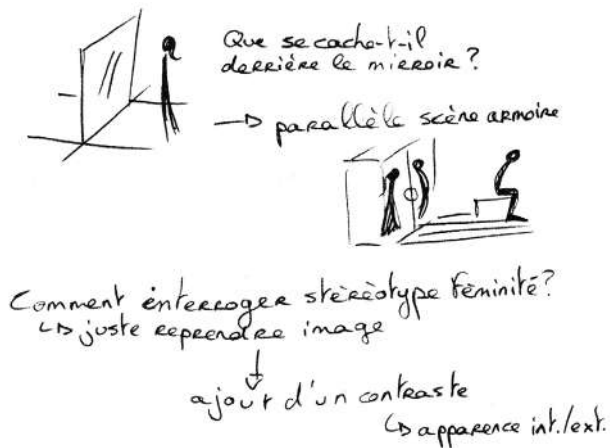 Que se cache-t-il
derrière le miroir ?
→ parallèle scène armoire
Comment interroger stéréotype féminité ?
↳ juste reprendre image
↓
ajout d'un contraste
↳ apparence int./ext.